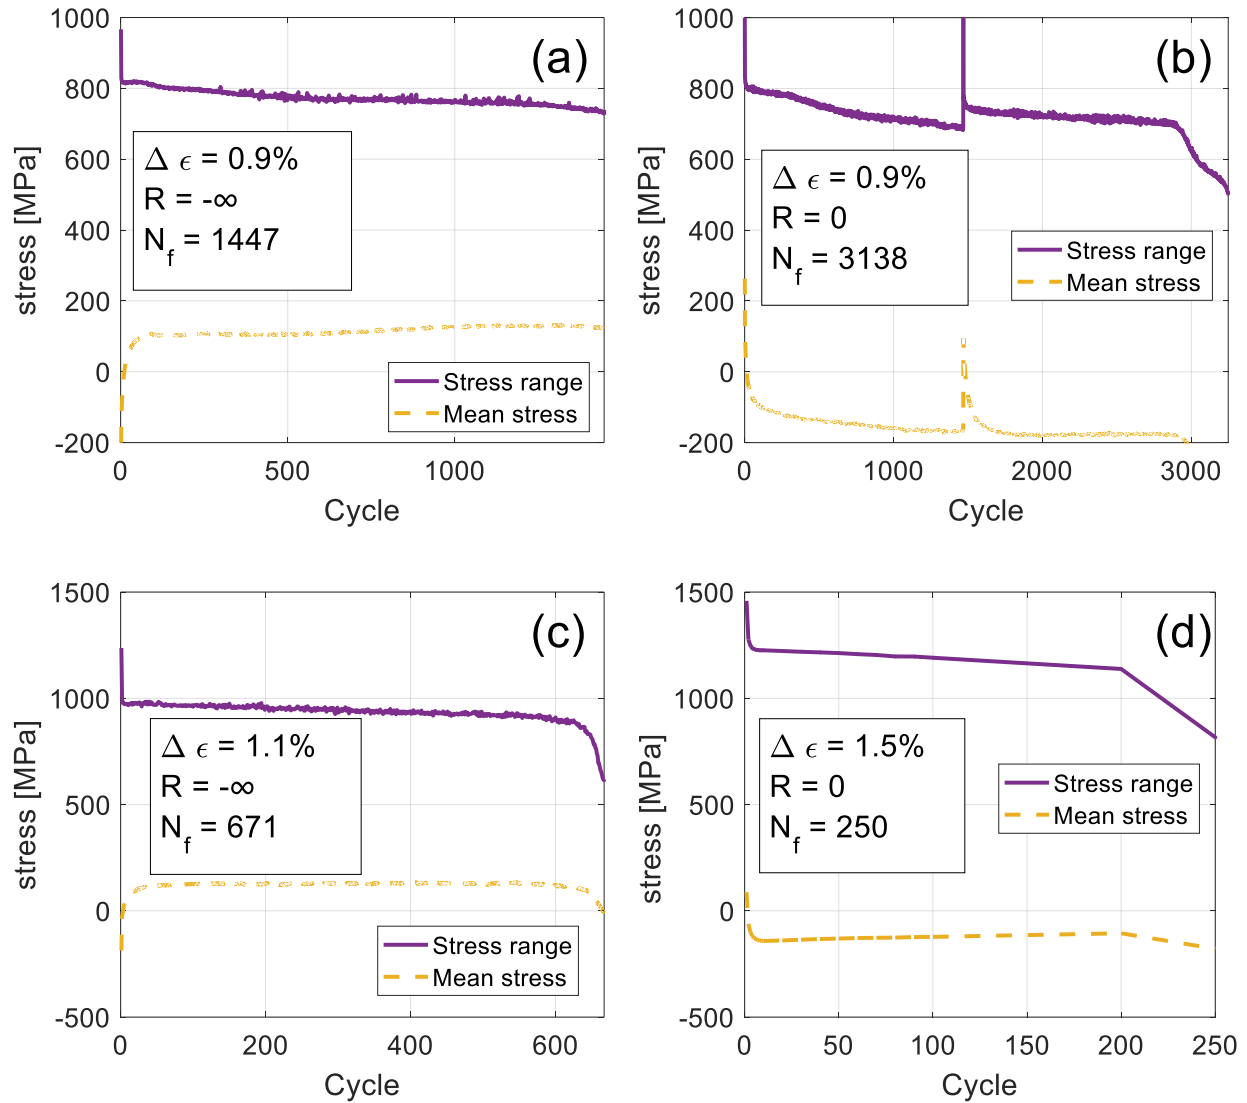 1000
800
600
400
200
0
-200
stress [MPa]
(a)
Δ ϵ = 0.9%
R = -∞
N_f = 1447
Stress range
Mean stress
0 500 1000
Cycle
1000
800
600
400
200
0
-200
stress [MPa]
(b)
Δ ϵ = 0.9%
R = 0
N_f = 3138
Stress range
Mean stress
0 1000 2000 3000
Cycle
1500
1000
500
0
-500
stress [MPa]
(c)
Δ ϵ = 1.1%
R = -∞
N_f = 671
Stress range
Mean stress
0 200 400 600
Cycle
1500
1000
500
0
-500
stress [MPa]
(d)
Δ ϵ = 1.5%
R = 0
N_f = 250
Stress range
Mean stress
0 50 100 150 200 250
Cycle